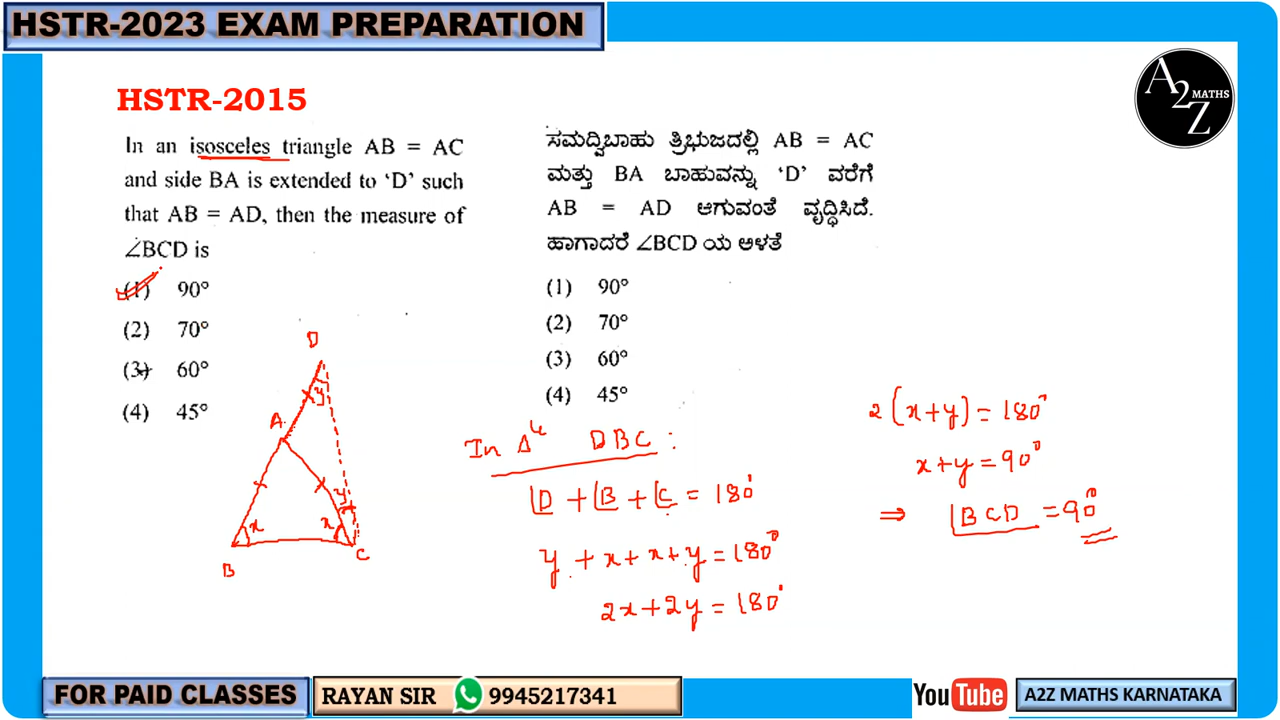 HSTR-2023 EXAM PREPARATION
A2Z MATHS
HSTR-2015
In an isosceles triangle AB = AC
and side BA is extended to ‘D’ such
that AB = AD, then the measure of
∠BCD is
(1) 90°
(2) 70°
(3) 60°
(4) 45°
ಸಮದ್ವಿಬಾಹು ತ್ರಿಭುಜದಲ್ಲಿ AB = AC
ಮತ್ತು BA ಬಾಹುವನ್ನು ‘D’ ವರೆಗೆ
AB = AD ಆಗುವಂತೆ ವೃದ್ಧಿಸಿದೆ.
ಹಾಗಾದರೆ ∠BCD ಯ ಅಳತೆ
(1) 90°
(2) 70°
(3) 60°
(4) 45°
D
y
A
y
x x
B C
In Δle DBC :
∠D + ∠B + ∠C = 180°
y + x + x + y = 180°
2x + 2y = 180°
2(x+y) = 180°
x+y = 90°
⇒ ∠BCD = 90°
FOR PAID CLASSES
RAYAN SIR 9945217341
YouTube
A2Z MATHS KARNATAKA